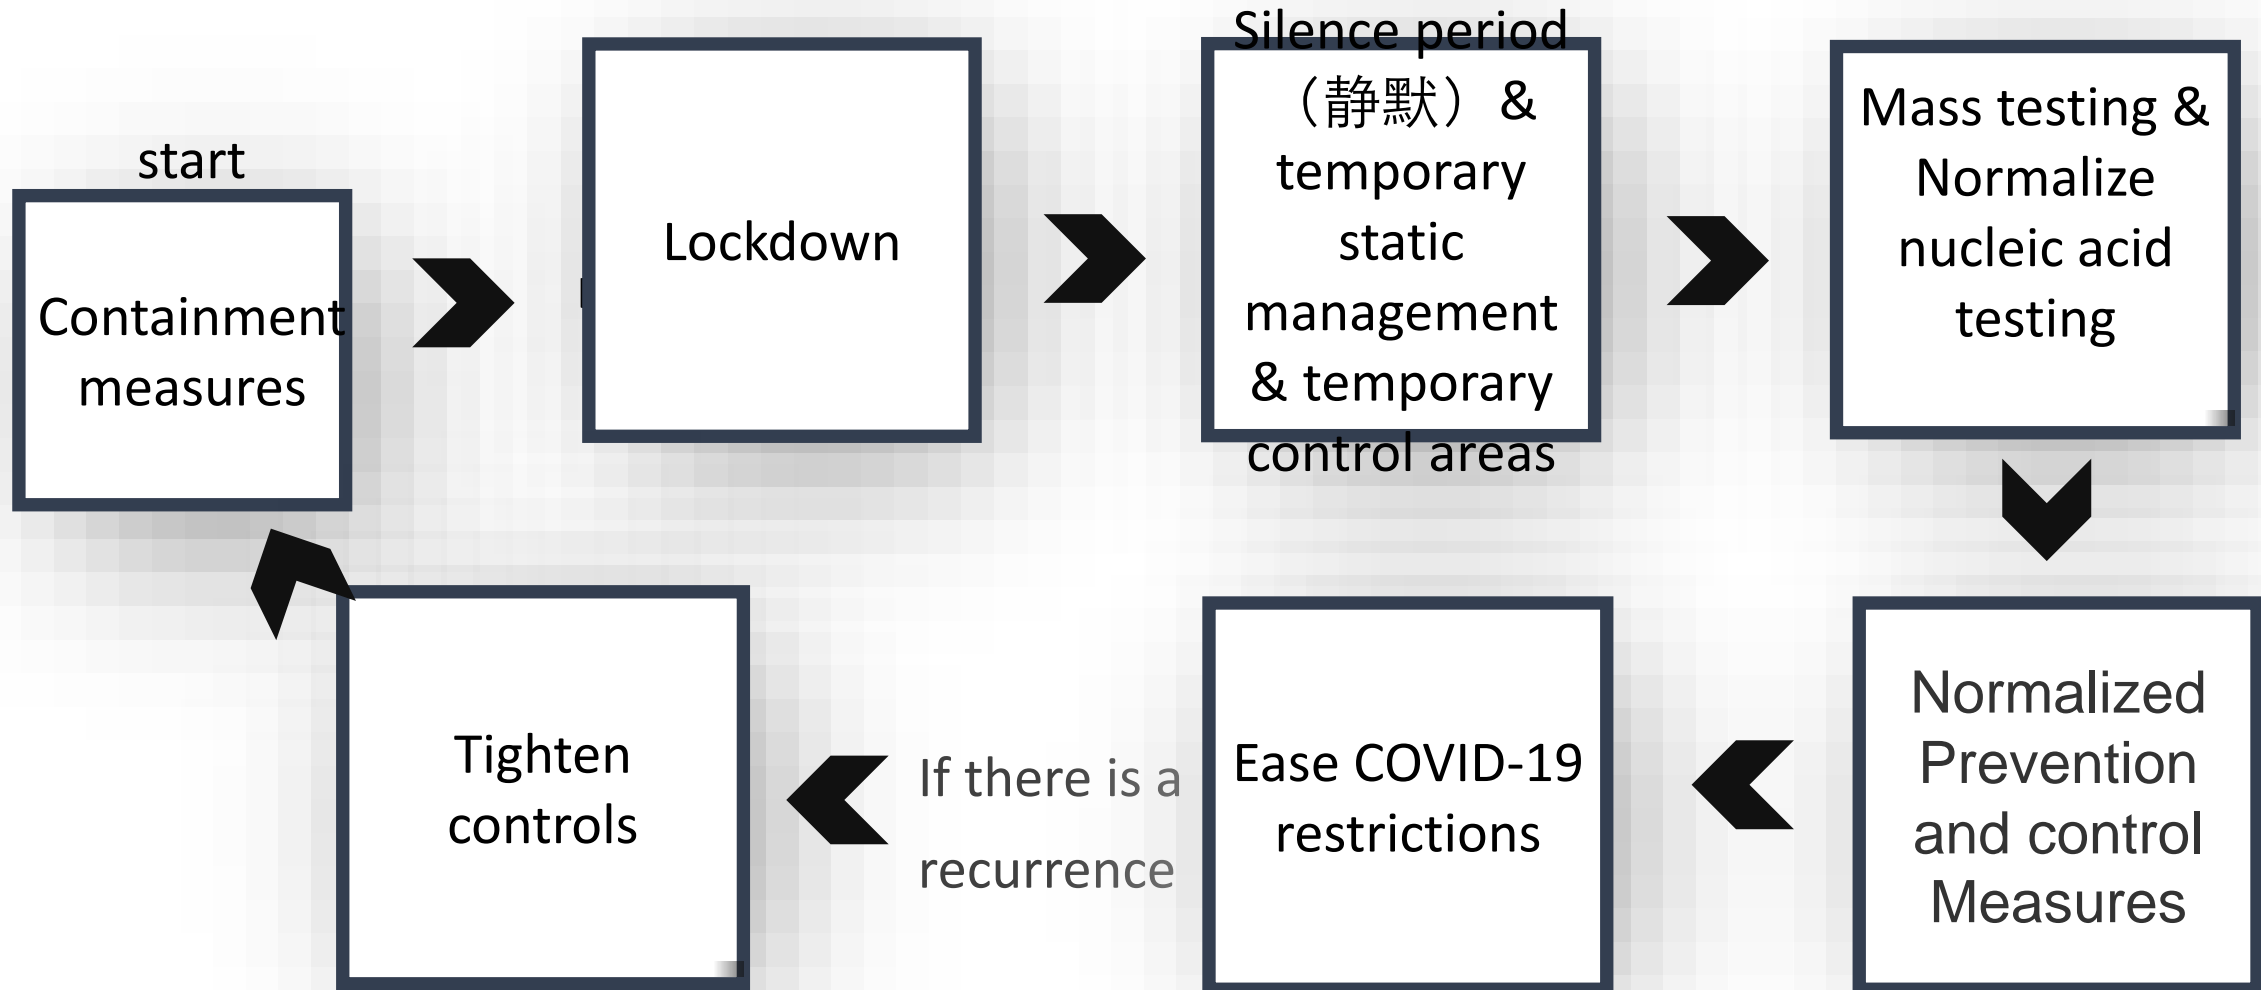 start
Containment
measures
Lockdown
Silence period
（静默）&
temporary
static
management
& temporary
control areas
Mass testing &
Normalize
nucleic acid
testing
Normalized
Prevention
and control
Measures
Ease COVID-19
restrictions
If there is a
recurrence
Tighten
controls